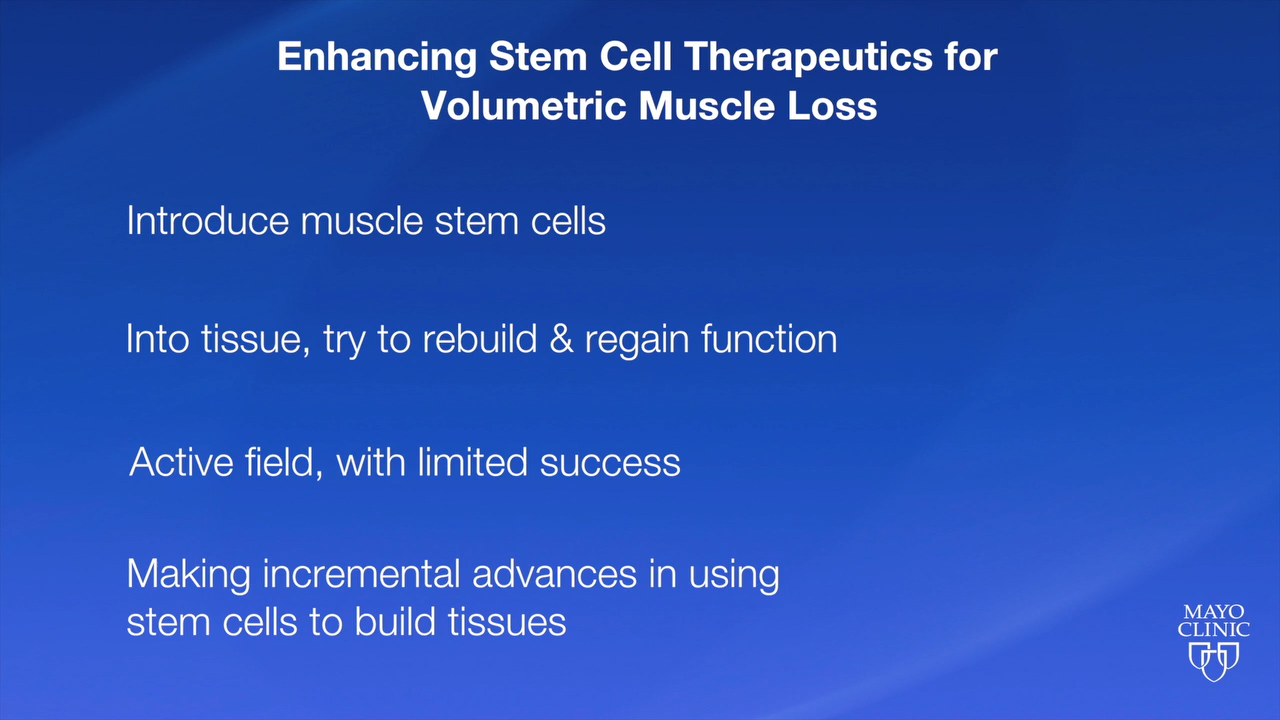 Enhancing Stem Cell Therapeutics for
Volumetric Muscle Loss
Introduce muscle stem cells
Into tissue, try to rebuild & regain function
Active field, with limited success
Making incremental advances in using
stem cells to build tissues
MAYO
CLINIC